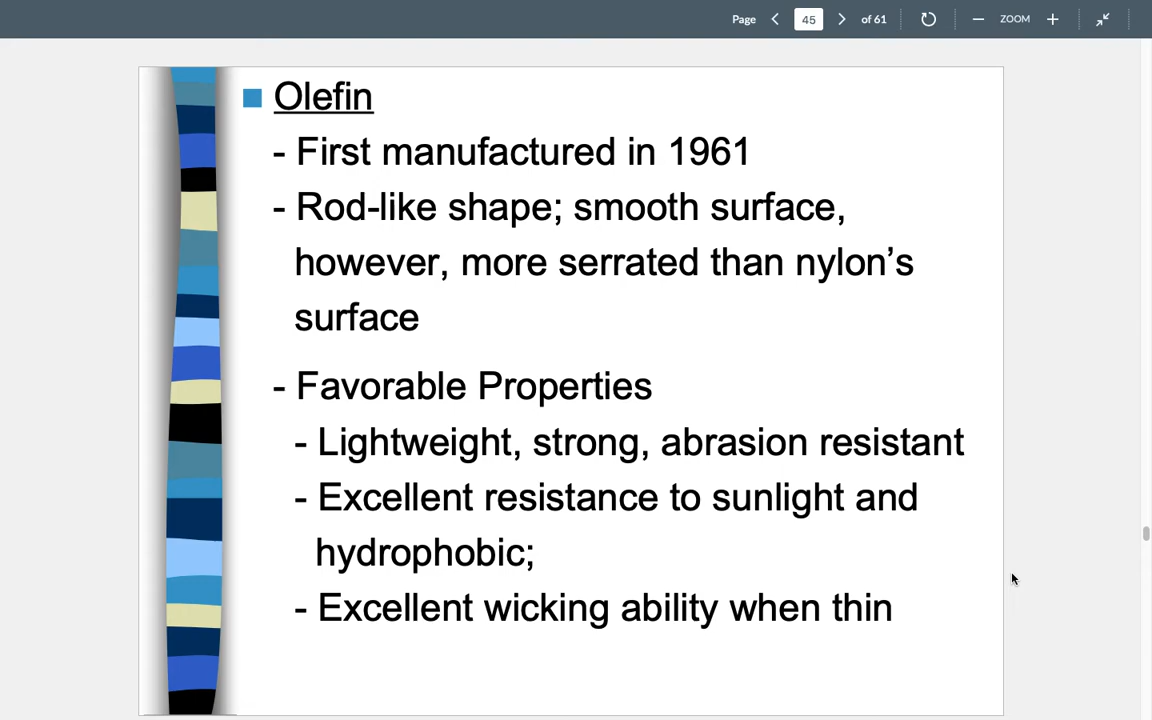 Page 45 of 61 ZOOM
Olefin
- First manufactured in 1961
- Rod-like shape; smooth surface,
however, more serrated than nylon’s
surface
- Favorable Properties
- Lightweight, strong, abrasion resistant
- Excellent resistance to sunlight and
hydrophobic;
- Excellent wicking ability when thin